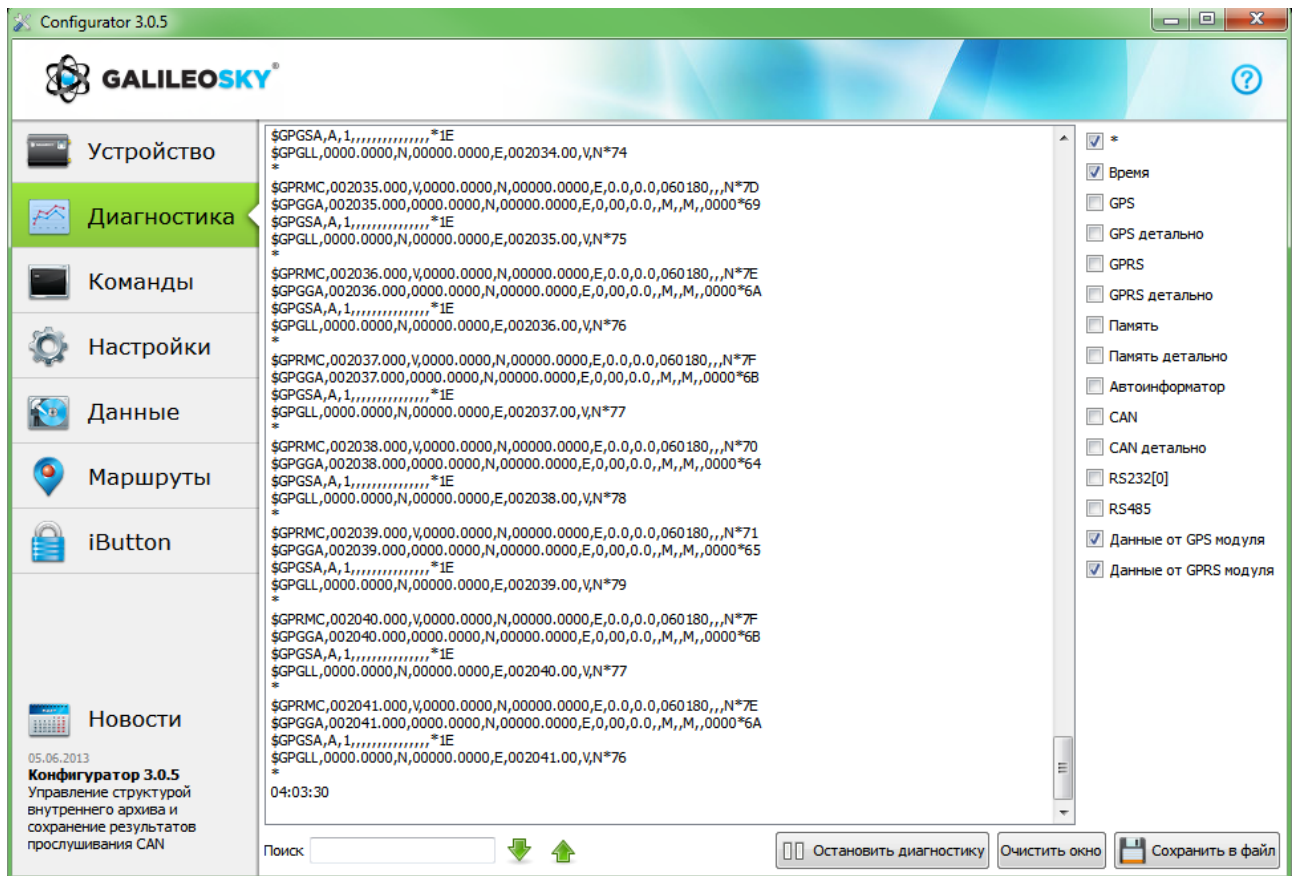 Configurator 3.0.5
GALILEOSKY®
Устройство
Диагностика
Команды
Настройки
Данные
Маршруты
iButton
Новости
05.06.2013
Конфигуратор 3.0.5
Управление структурой
внутреннего архива и
сохранение результатов
прослушивания CAN
$GPGSA,A,1,,,,,,,,,,,,,,,*1E
$GPGLL,0000.0000,N,00000.0000,E,002034.00,V,N*74
*
$GPRMC,002035.000,V,0000.0000,N,00000.0000,E,0.0,0.0,060180,,,N*7D
$GPGGA,002035.000,0000.0000,N,00000.0000,E,0,00,0.0,,M,,M,,0000*69
$GPGSA,A,1,,,,,,,,,,,,,,,*1E
$GPGLL,0000.0000,N,00000.0000,E,002035.00,V,N*75
*
$GPRMC,002036.000,V,0000.0000,N,00000.0000,E,0.0,0.0,060180,,,N*7E
$GPGGA,002036.000,0000.0000,N,00000.0000,E,0,00,0.0,,M,,M,,0000*6A
$GPGSA,A,1,,,,,,,,,,,,,,,*1E
$GPGLL,0000.0000,N,00000.0000,E,002036.00,V,N*76
*
$GPRMC,002037.000,V,0000.0000,N,00000.0000,E,0.0,0.0,060180,,,N*7F
$GPGGA,002037.000,0000.0000,N,00000.0000,E,0,00,0.0,,M,,M,,0000*6B
$GPGSA,A,1,,,,,,,,,,,,,,,*1E
$GPGLL,0000.0000,N,00000.0000,E,002037.00,V,N*77
*
$GPRMC,002038.000,V,0000.0000,N,00000.0000,E,0.0,0.0,060180,,,N*70
$GPGGA,002038.000,0000.0000,N,00000.0000,E,0,00,0.0,,M,,M,,0000*64
$GPGSA,A,1,,,,,,,,,,,,,,,*1E
$GPGLL,0000.0000,N,00000.0000,E,002038.00,V,N*78
*
$GPRMC,002039.000,V,0000.0000,N,00000.0000,E,0.0,0.0,060180,,,N*71
$GPGGA,002039.000,0000.0000,N,00000.0000,E,0,00,0.0,,M,,M,,0000*65
$GPGSA,A,1,,,,,,,,,,,,,,,*1E
$GPGLL,0000.0000,N,00000.0000,E,002039.00,V,N*79
*
$GPRMC,002040.000,V,0000.0000,N,00000.0000,E,0.0,0.0,060180,,,N*7F
$GPGGA,002040.000,0000.0000,N,00000.0000,E,0,00,0.0,,M,,M,,0000*6B
$GPGSA,A,1,,,,,,,,,,,,,,,*1E
$GPGLL,0000.0000,N,00000.0000,E,002040.00,V,N*77
*
$GPRMC,002041.000,V,0000.0000,N,00000.0000,E,0.0,0.0,060180,,,N*7E
$GPGGA,002041.000,0000.0000,N,00000.0000,E,0,00,0.0,,M,,M,,0000*6A
$GPGSA,A,1,,,,,,,,,,,,,,,*1E
$GPGLL,0000.0000,N,00000.0000,E,002041.00,V,N*76
*
04:03:30
*
Время
GPS
GPS детально
GPRS
GPRS детально
Память
Память детально
Автоинформатор
CAN
CAN детально
RS232[0]
RS485
Данные от GPS модуля
Данные от GPRS модуля
Поиск
Остановить диагностику
Очистить окно
Сохранить в файл